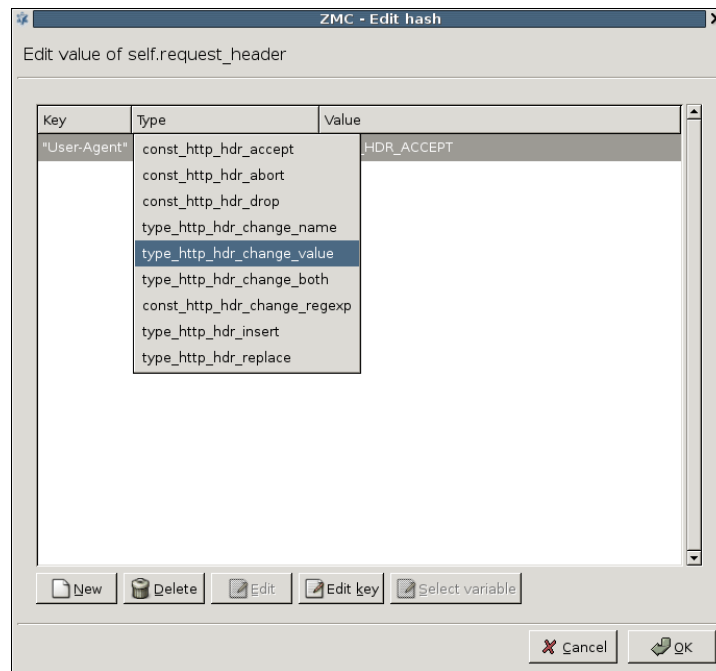 ZMC - Edit hash
Edit value of self.request_header
Key Type Value
"User-Agent" _HDR_ACCEPT
const_http_hdr_accept
const_http_hdr_abort
const_http_hdr_drop
type_http_hdr_change_name
type_http_hdr_change_value
type_http_hdr_change_both
const_http_hdr_change_regexp
type_http_hdr_insert
type_http_hdr_replace
New Delete Edit Edit key Select variable
Cancel OK